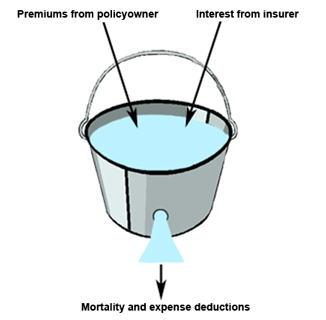 Premiums from policyowner
Interest from insurer
Mortality and expense deductions